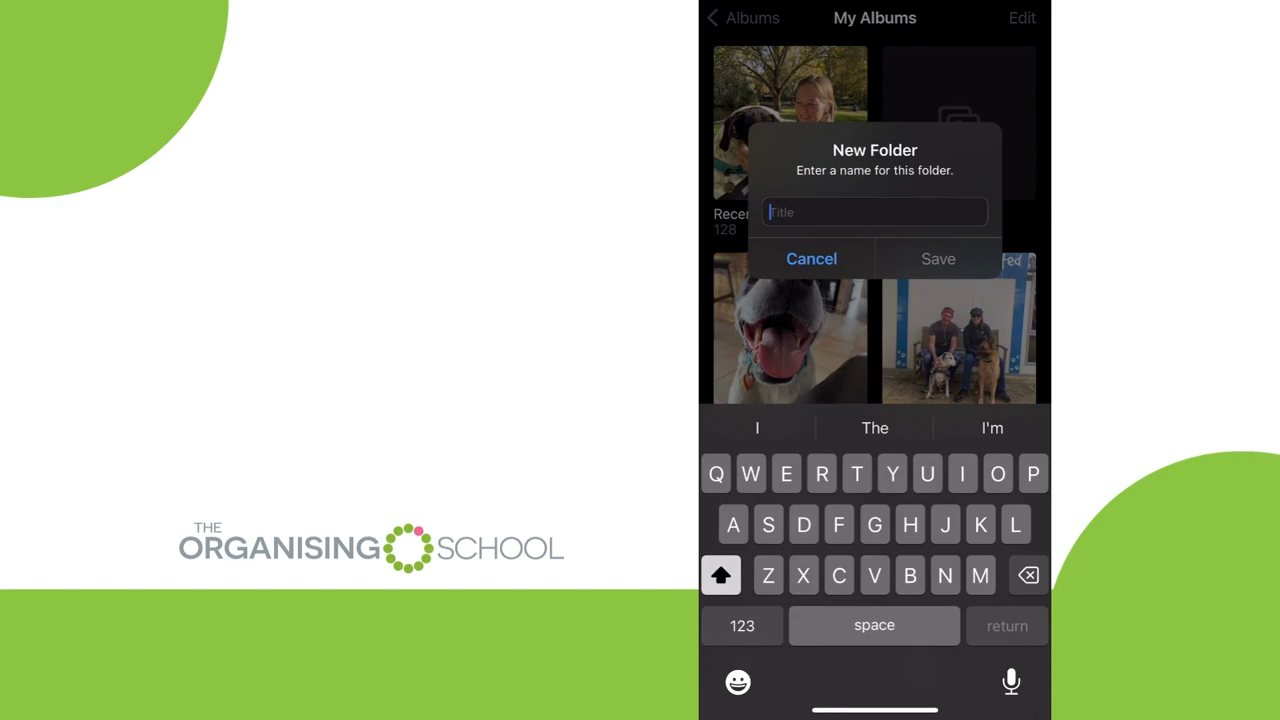 Albums My Albums Edit
New Folder
Enter a name for this folder.
Title
Recen
128
Cancel Save
Fed
I The I'm
Q W E R T Y U I O P
A S D F G H J K L
Z X C V B N M
123 space return
THE
ORGANISING SCHOOL